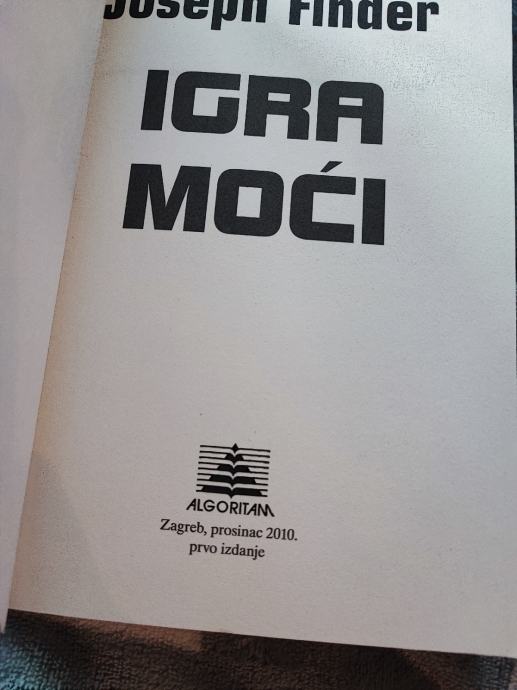 Joseph Finder
IGRA
MOĆI
ALGORITAM
Zagreb, prosinac 2010.
prvo izdanje